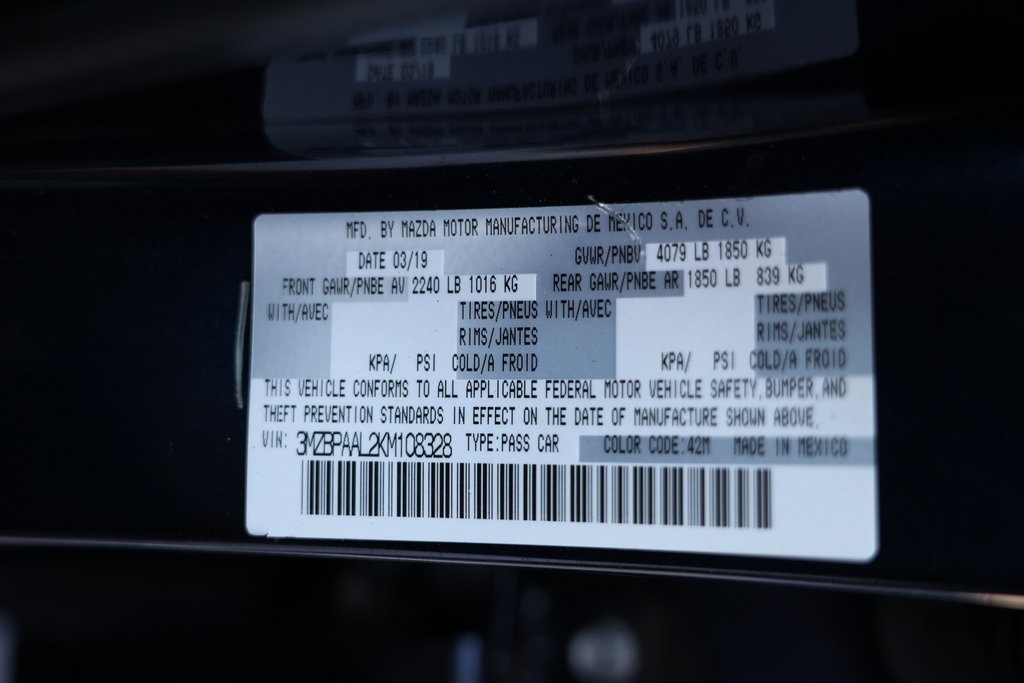 MFD. BY MAZDA MOTOR MANUFACTURING DE MEXICO S.A. DE C.V.
DATE 03/19 GVWR/PNBV 4079 LB 1850 KG
FRONT GAWR/PNBE AV 2240 LB 1016 KG REAR GAWR/PNBE AR 1850 LB 839 KG
WITH/AVEC TIRES/PNEUS WITH/AVEC TIRES/PNEUS
RIMS/JANTES RIMS/JANTES
KPA/ PSI COLD/A FROID KPA/ PSI COLD/A FROID
THIS VEHICLE CONFORMS TO ALL APPLICABLE FEDERAL MOTOR VEHICLE SAFETY, BUMPER, AND
THEFT PREVENTION STANDARDS IN EFFECT ON THE DATE OF MANUFACTURE SHOWN ABOVE.
VIN: 3MZBPAAL2KM108328 TYPE:PASS CAR COLOR CODE:42M MADE IN MEXICO